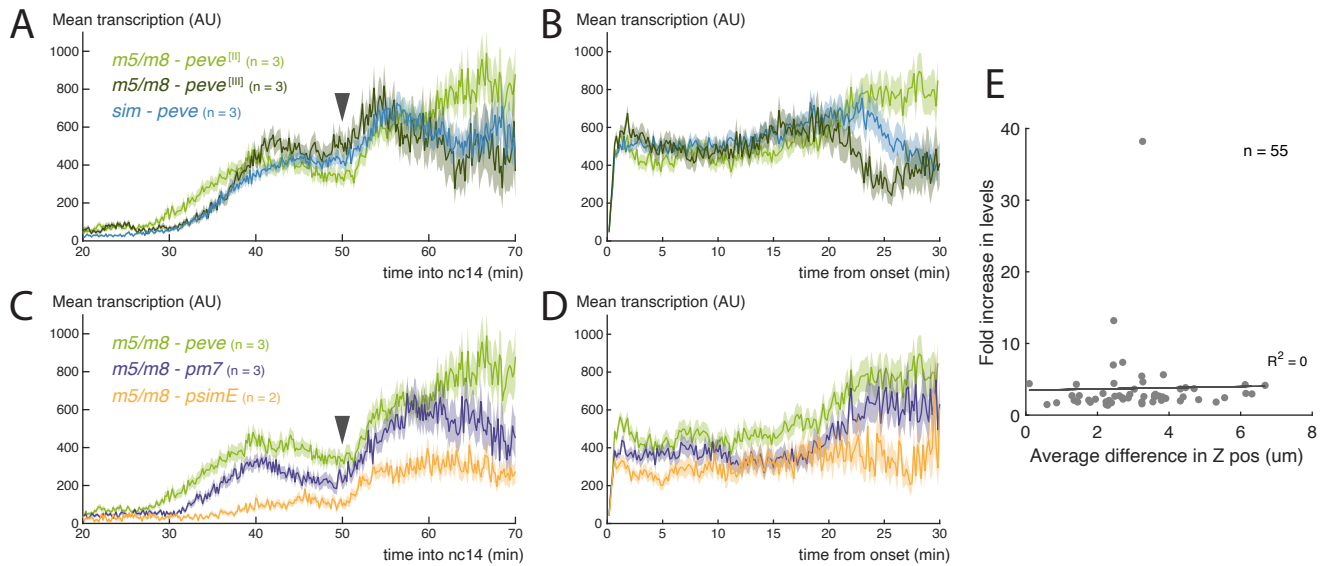 A
Mean transcription (AU)
1000
800
600
400
200
0
m5/m8 - peve[II] (n = 3)
m5/m8 - peve[III] (n = 3)
sim - peve (n = 3)
20 30 40 50 60 70
time into nc14 (min)
B
Mean transcription (AU)
1000
800
600
400
200
0
0 5 10 15 20 25 30
time from onset (min)
C
Mean transcription (AU)
1000
800
600
400
200
0
m5/m8 - peve (n = 3)
m5/m8 - pm7 (n = 3)
m5/m8 - psimE (n = 2)
20 30 40 50 60 70
time into nc14 (min)
D
Mean transcription (AU)
1000
800
600
400
200
0
0 5 10 15 20 25 30
time from onset (min)
E
Fold increase in levels
40
30
20
10
0
n = 55
R² = 0
0 2 4 6 8
Average difference in Z pos (um)